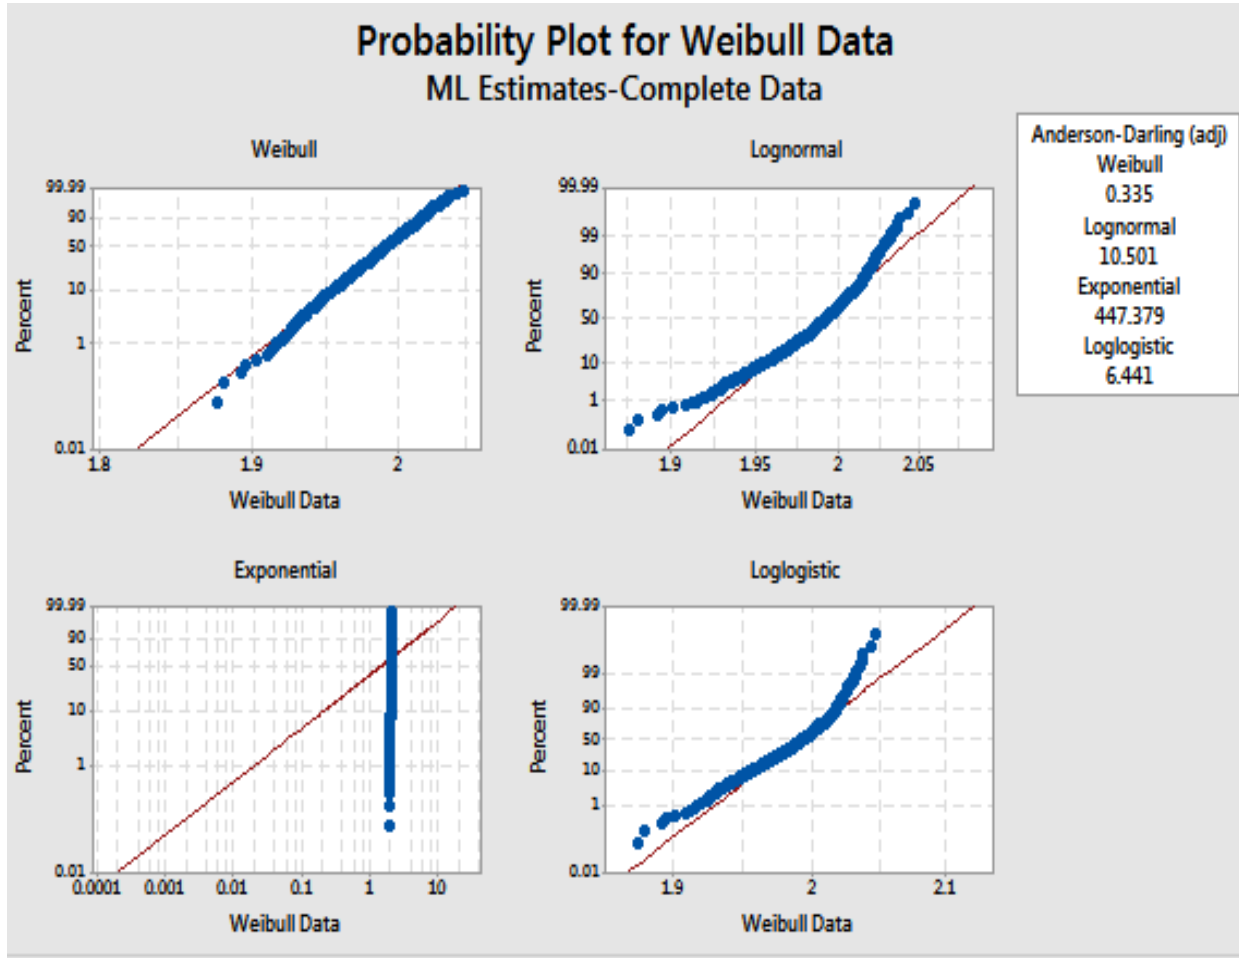 Probability Plot for Weibull Data
ML Estimates-Complete Data
Weibull
99.99
90
50
10
1
0.01
Percent
1.8
1.9
2
Weibull Data
Lognormal
99.99
99
90
50
10
1
0.01
Percent
1.9
1.95
2
2.05
Weibull Data
Anderson-Darling (adj)
Weibull
0.335
Lognormal
10.501
Exponential
447.379
Loglogistic
6.441
Exponential
99.99
90
50
10
1
0.01
Percent
0.0001
0.001
0.01
0.1
1
10
Weibull Data
Loglogistic
99.99
99
90
50
10
1
0.01
Percent
1.9
2
2.1
Weibull Data